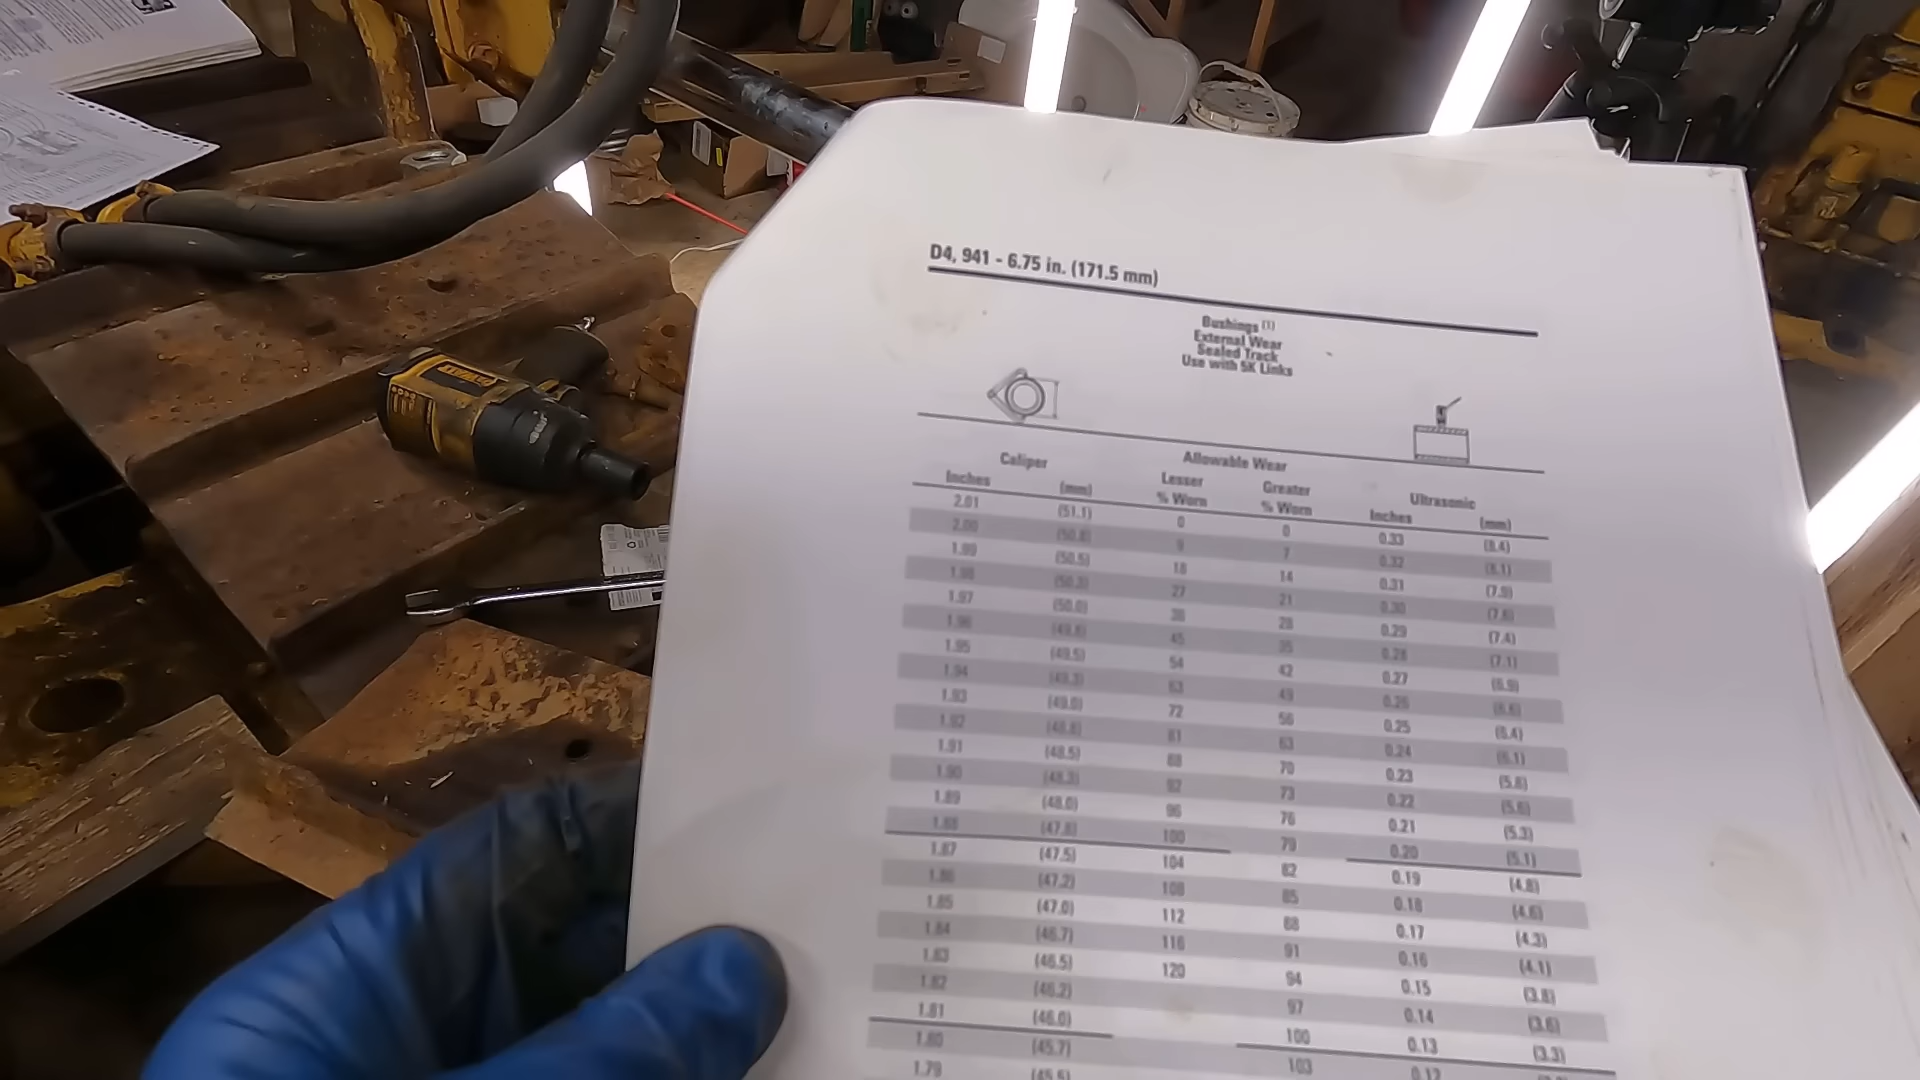 D4, 941 - 6.75 in. (171.5 mm)
Bushings (1)
External Wear
Sealed Track
Use with 5K Links
Caliper Allowable Wear Ultrasonic
Inches (mm) Lesser % Worn Greater % Worn Inches (mm)
2.01 (51.1) 0 0 0.33 (8.4)
2.00 (50.8) 9 7 0.32 (8.1)
1.99 (50.5) 18 14 0.31 (7.9)
1.98 (50.3) 27 21 0.30 (7.6)
1.97 (50.0) 36 28 0.29 (7.4)
1.96 (49.8) 45 35 0.28 (7.1)
1.95 (49.5) 54 42 0.27 (6.9)
1.94 (49.3) 63 49 0.26 (6.6)
1.93 (49.0) 72 56 0.25 (6.4)
1.92 (48.8) 81 63 0.24 (6.1)
1.91 (48.5) 88 70 0.23 (5.8)
1.90 (48.3) 92 73 0.22 (5.6)
1.89 (48.0) 96 76 0.21 (5.3)
1.88 (47.8) 100 79 0.20 (5.1)
1.87 (47.5) 104 82 0.19 (4.8)
1.86 (47.2) 108 85 0.18 (4.6)
1.85 (47.0) 112 88 0.17 (4.3)
1.84 (46.7) 116 91 0.16 (4.1)
1.83 (46.5) 120 94 0.15 (3.8)
1.82 (46.2) 97 0.14 (3.6)
1.81 (46.0) 100 0.13 (3.3)
1.80 (45.7) 103 0.12
1.79 (45.5)
DeWALT